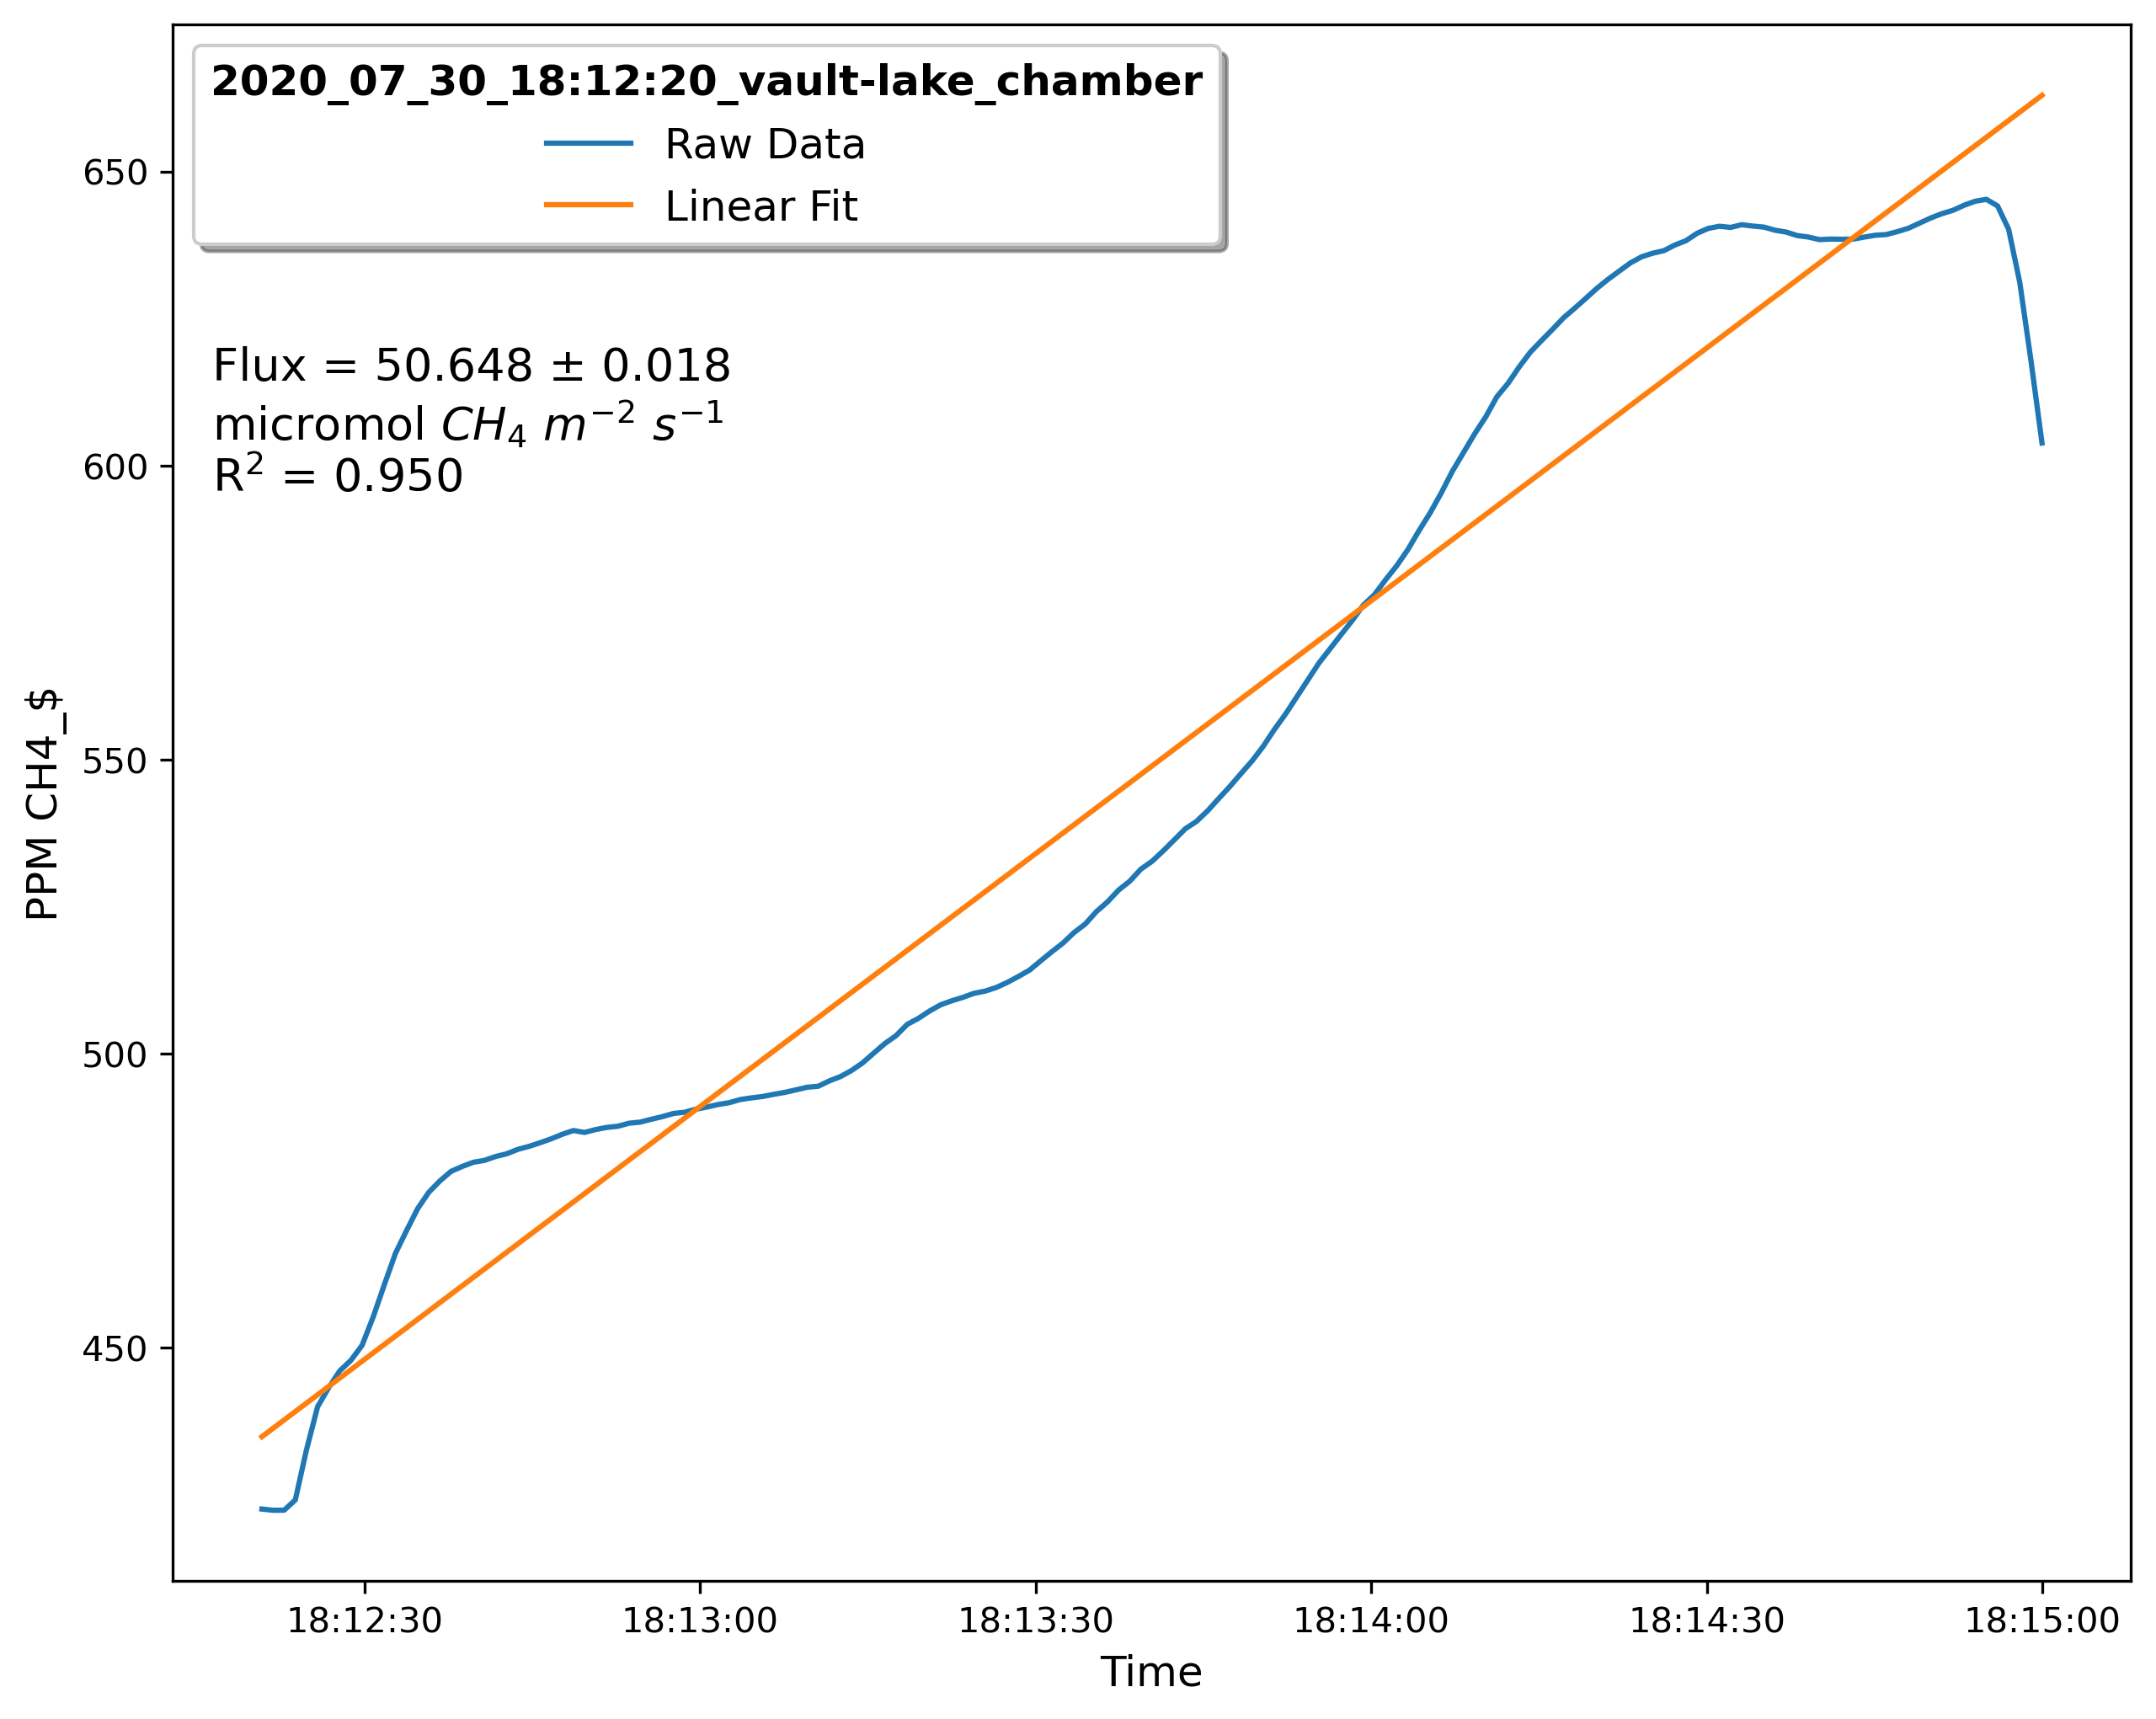 2020_07_30_18:12:20_vault-lake_chamber
Raw Data
Linear Fit
Flux = 50.648 ± 0.018
micromol CH₄ m⁻² s⁻¹
R² = 0.950
650
600
550
500
450
PPM CH4_$
18:12:30 18:13:00 18:13:30 18:14:00 18:14:30 18:15:00
Time